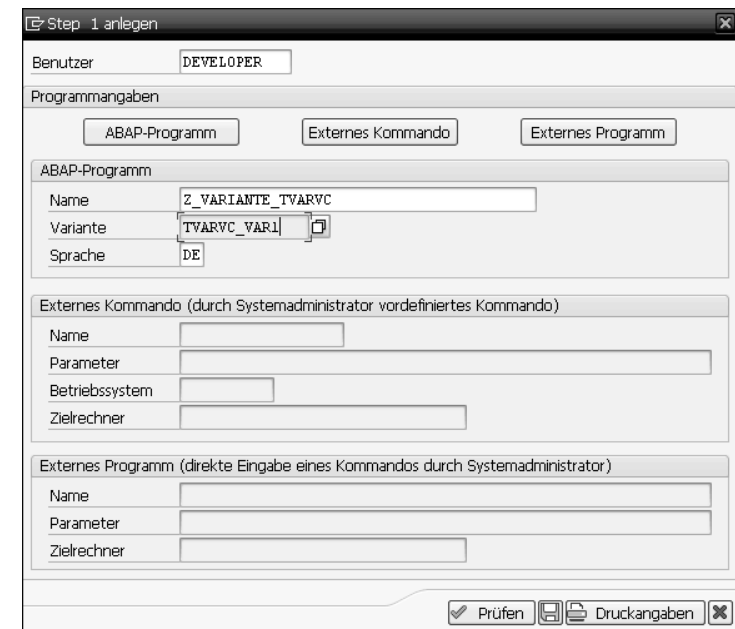 Step 1 anlegen
Benutzer DEVELOPER
Programmangaben
ABAP-Programm Externes Kommando Externes Programm
ABAP-Programm
Name Z_VARIANTE_TVARVC
Variante TVARVC_VAR1
Sprache DE
Externes Kommando (durch Systemadministrator vordefiniertes Kommando)
Name
Parameter
Betriebssystem
Zielrechner
Externes Programm (direkte Eingabe eines Kommandos durch Systemadministrator)
Name
Parameter
Zielrechner
Prüfen Druckangaben